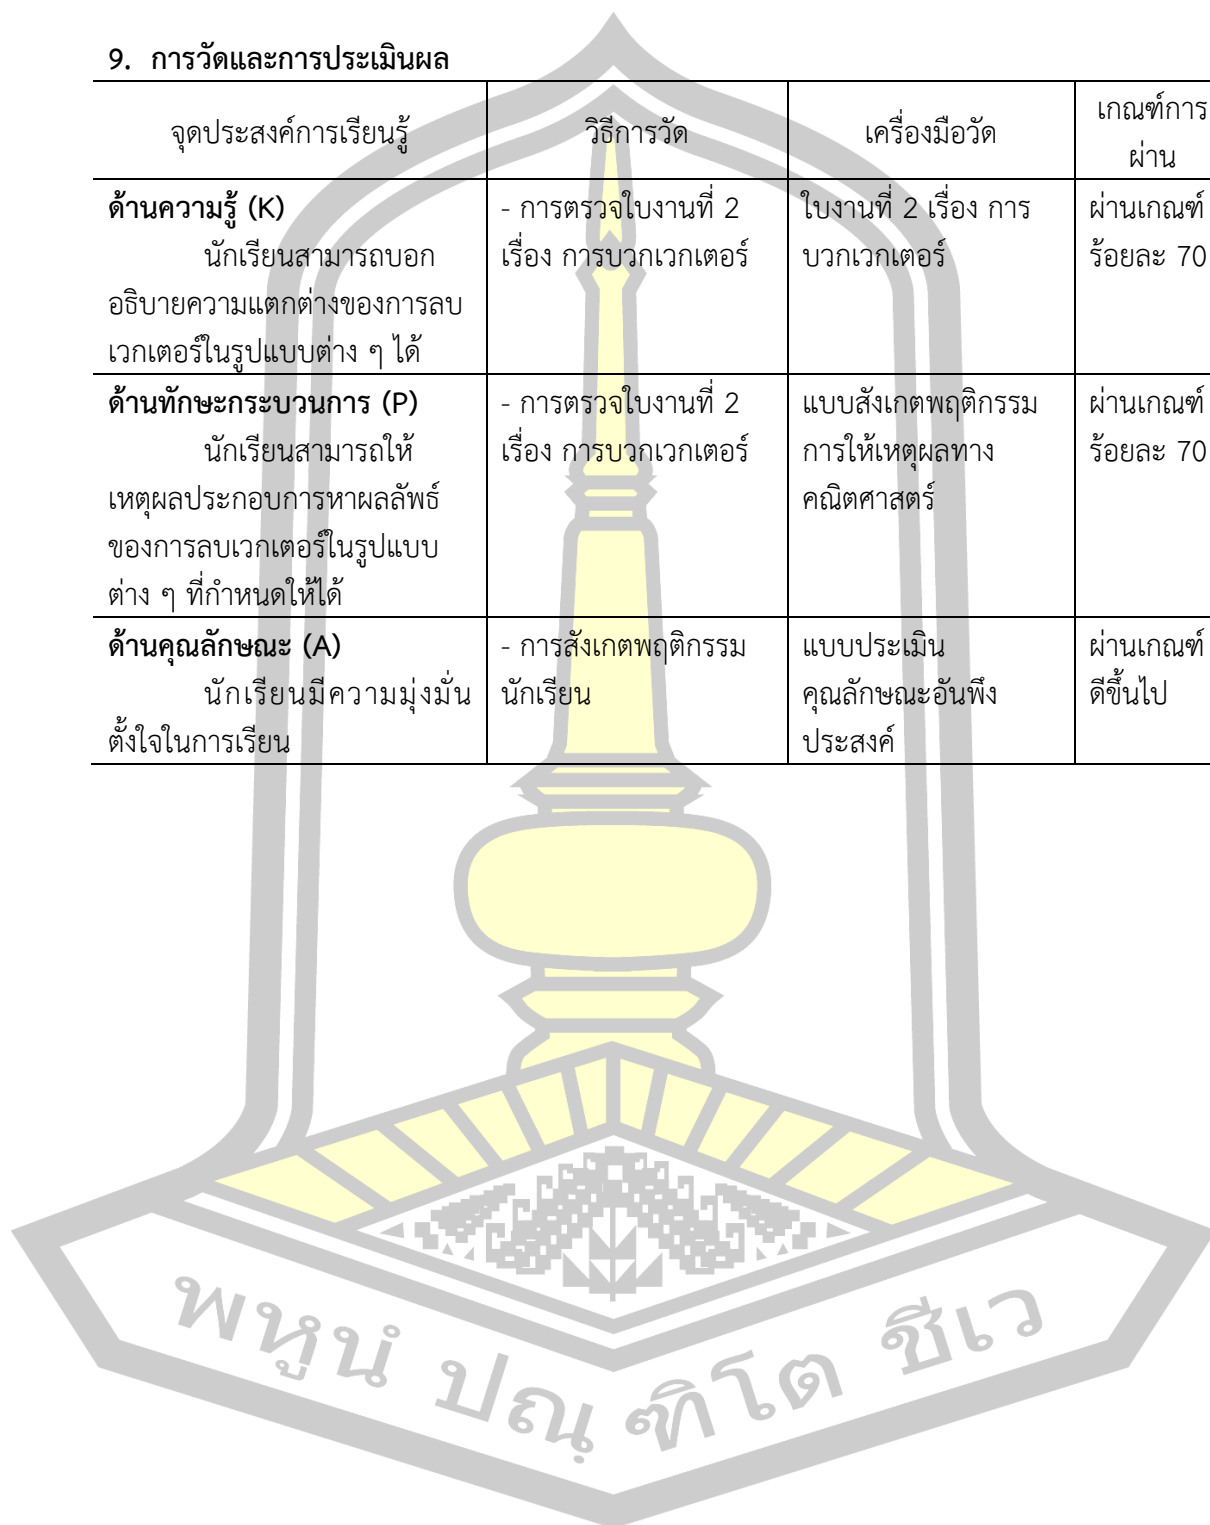 9. การวัดและการประเมินผล
จุดประสงค์การเรียนรู้ วิธีการวัด เครื่องมือวัด เกณฑ์การ
ผ่าน
ด้านความรู้ (K) - การตรวจใบงานที่ 2 ใบงานที่ 2 เรื่อง การ ผ่านเกณฑ์
นักเรียนสามารถบอก เรื่อง การบวกเวกเตอร์ บวกเวกเตอร์ ร้อยละ 70
อธิบายความแตกต่างของการลบ
เวกเตอร์ในรูปแบบต่าง ๆ ได้
ด้านทักษะกระบวนการ (P) - การตรวจใบงานที่ 2 แบบสังเกตพฤติกรรม ผ่านเกณฑ์
นักเรียนสามารถให้ เรื่อง การบวกเวกเตอร์ การให้เหตุผลทาง ร้อยละ 70
เหตุผลประกอบการหาผลลัพธ์ คณิตศาสตร์
ของการลบเวกเตอร์ในรูปแบบ
ต่าง ๆ ที่กำหนดให้ได้
ด้านคุณลักษณะ (A) - การสังเกตพฤติกรรม แบบประเมิน ผ่านเกณฑ์
นักเรียนมีความมุ่งมั่น นักเรียน คุณลักษณะอันพึง ดีขึ้นไป
ตั้งใจในการเรียน ประสงค์
พหูนํ ปณฺ ฑิโต ชีเว